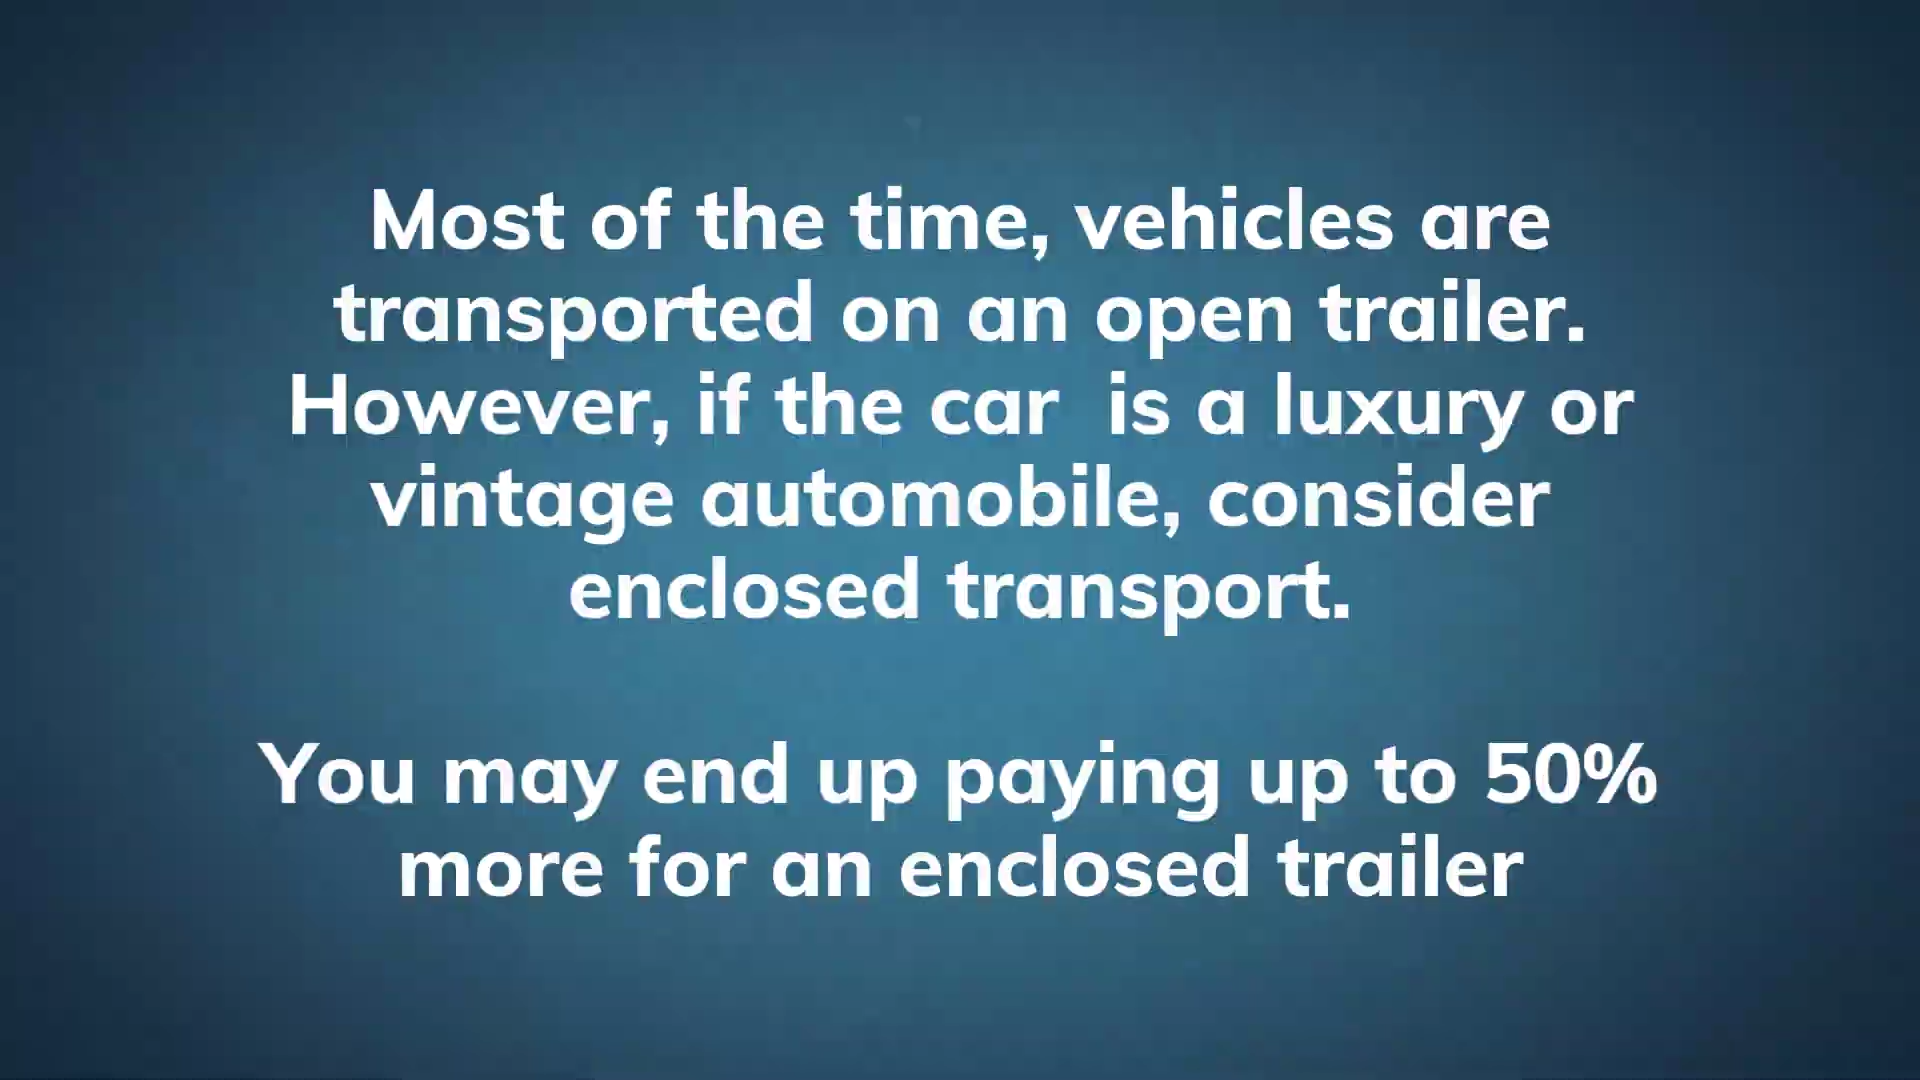 Most of the time, vehicles are
transported on an open trailer.
However, if the car  is a luxury or
vintage automobile, consider
enclosed transport.
You may end up paying up to 50%
more for an enclosed trailer